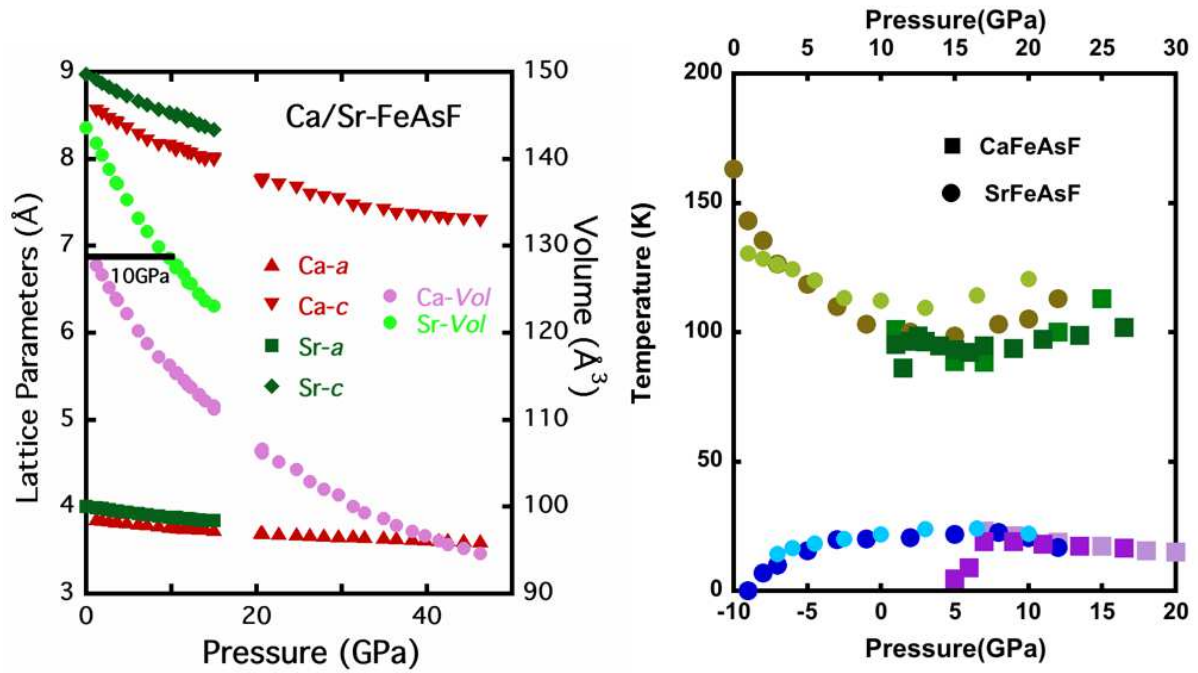 Ca/Sr-FeAsF
9
8
7
6
5
4
3
Lattice Parameters (Å)
150
140
130
120
110
100
90
Volume (Å³)
10GPa
Ca-a
Ca-c
Sr-a
Sr-c
Ca-Vol
Sr-Vol
0 20 40
Pressure (GPa)
Pressure(GPa)
0 5 10 15 20 25 30
200
150
100
50
0
Temperature (K)
CaFeAsF
SrFeAsF
-10 -5 0 5 10 15 20
Pressure(GPa)